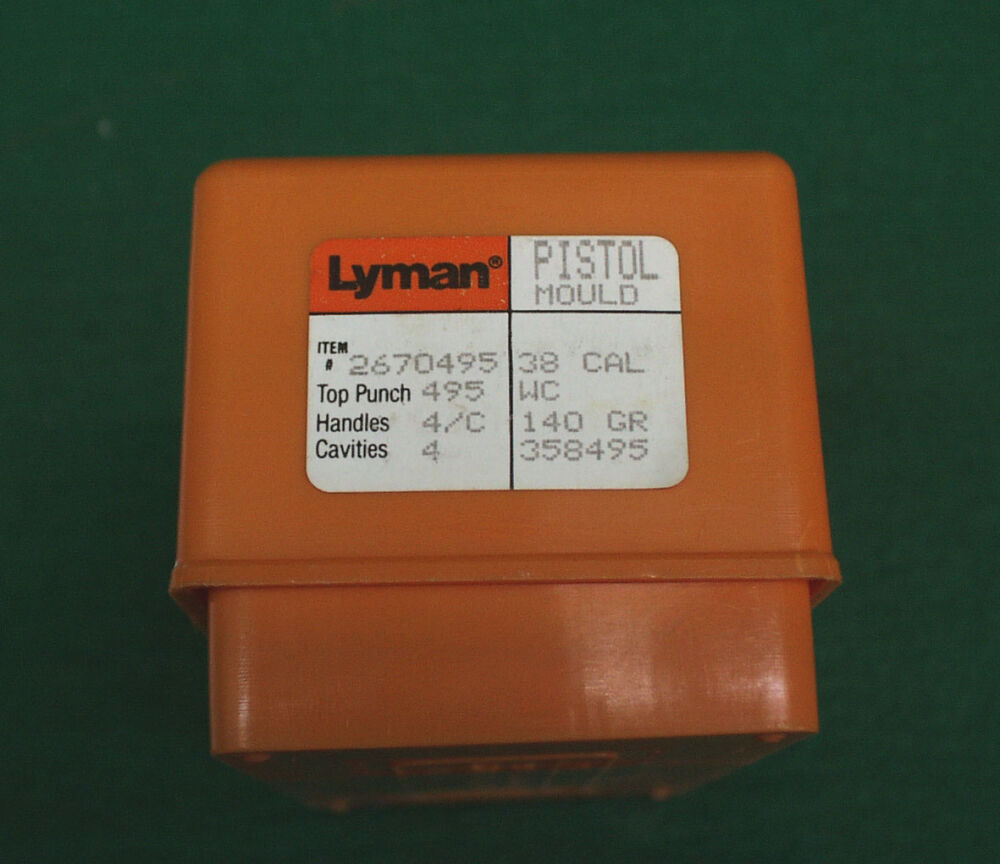 Lyman®
PISTOL
MOULD
ITEM
# 2670495
Top Punch 495
Handles 4/C
Cavities 4
38 CAL
WC
140 GR
358495